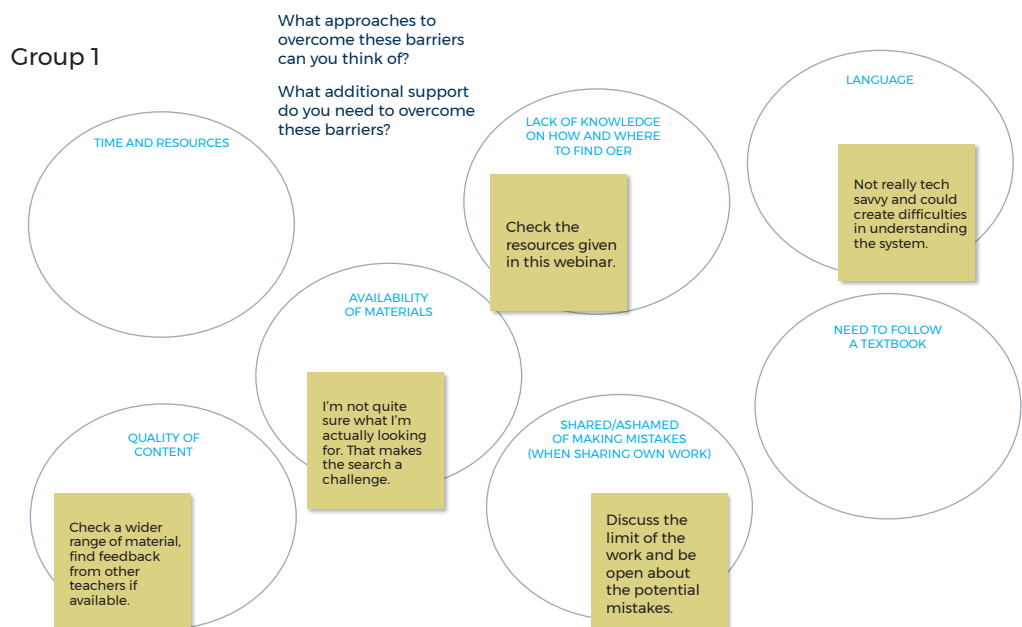 Group 1
What approaches to
overcome these barriers
can you think of?
What additional support
do you need to overcome
these barriers?
TIME AND RESOURCES
LACK OF KNOWLEDGE
ON HOW AND WHERE
TO FIND OER
Check the
resources given
in this webinar.
LANGUAGE
Not really tech
savvy and could
create difficulties
in understanding
the system.
AVAILABILITY
OF MATERIALS
I'm not quite
sure what I'm
actually looking
for. That makes
the search a
challenge.
NEED TO FOLLOW
A TEXTBOOK
QUALITY OF
CONTENT
Check a wider
range of material,
find feedback
from other
teachers if
available.
SHARED/ASHAMED
OF MAKING MISTAKES
(WHEN SHARING OWN WORK)
Discuss the
limit of the
work and be
open about
the potential
mistakes.